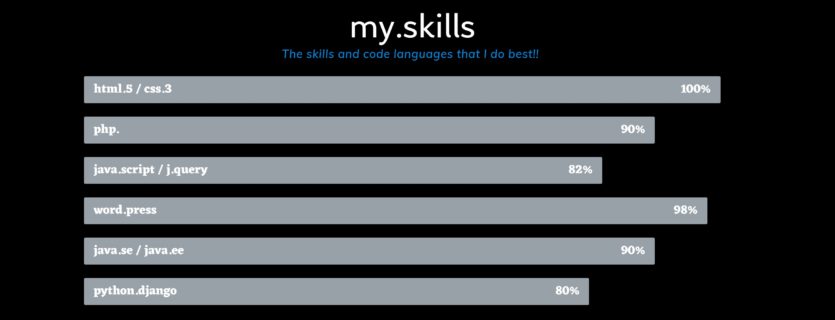 my.skills
The skills and code languages that I do best!!
html.5 / css.3 100%
php. 90%
java.script / j.query 82%
word.press 98%
java.se / java.ee 90%
python.django 80%